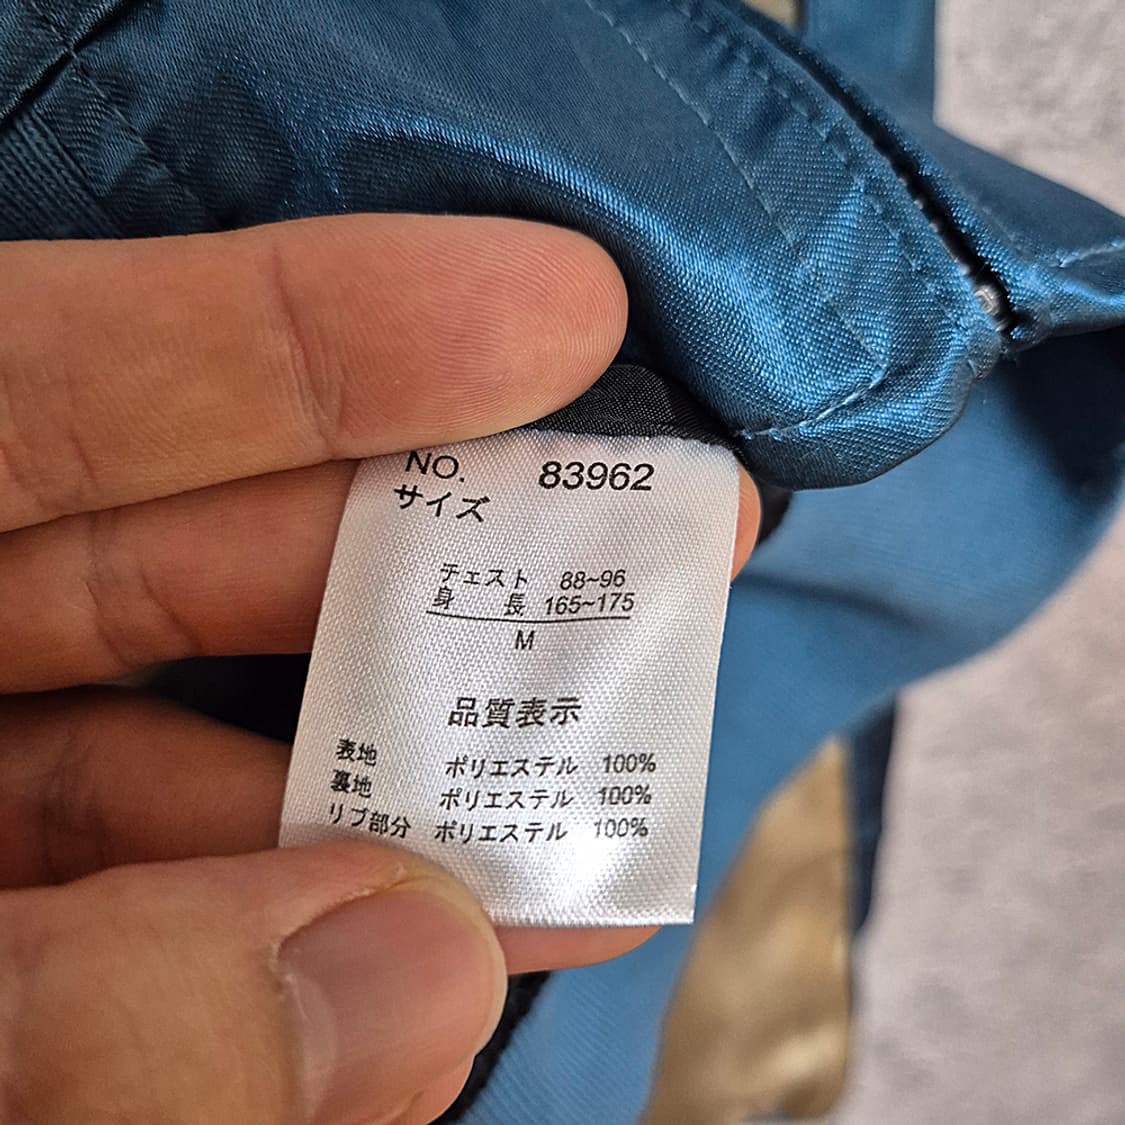 NO. 83962
サイズ
チェスト 88~96
身 長 165~175
M
品質表示
表地 ポリエステル 100%
裏地 ポリエステル 100%
リブ部分 ポリエステル 100%